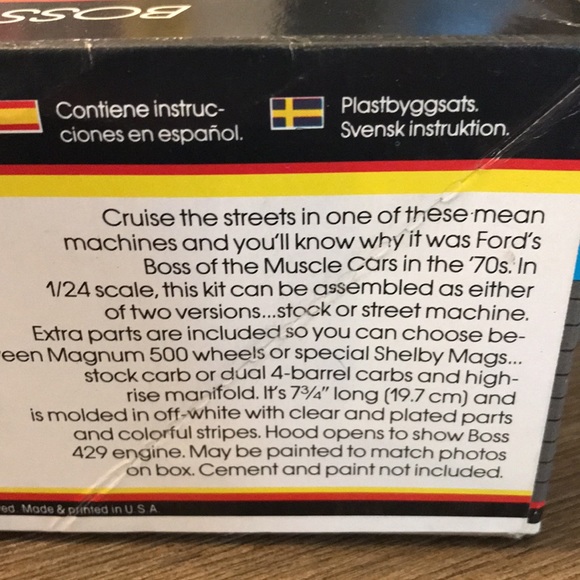 BOSS
Contiene instruc-
ciones en español.
Plastbyggsats.
Svensk instruktion.
Cruise the streets in one of these mean
machines and you'll know why it was Ford's
Boss of the Muscle Cars in the '70s. In
1/24 scale, this kit can be assembled as either
of two versions...stock or street machine.
Extra parts are included so you can choose be-
een Magnum 500 wheels or special Shelby Mags...
stock carb or dual 4-barrel carbs and high-
rise manifold. It's 7¾" long (19.7 cm) and
is molded in off-white with clear and plated parts
and colorful stripes. Hood opens to show Boss
429 engine. May be painted to match photos
on box. Cement and paint not included.
ed. Made & printed in U.S.A.